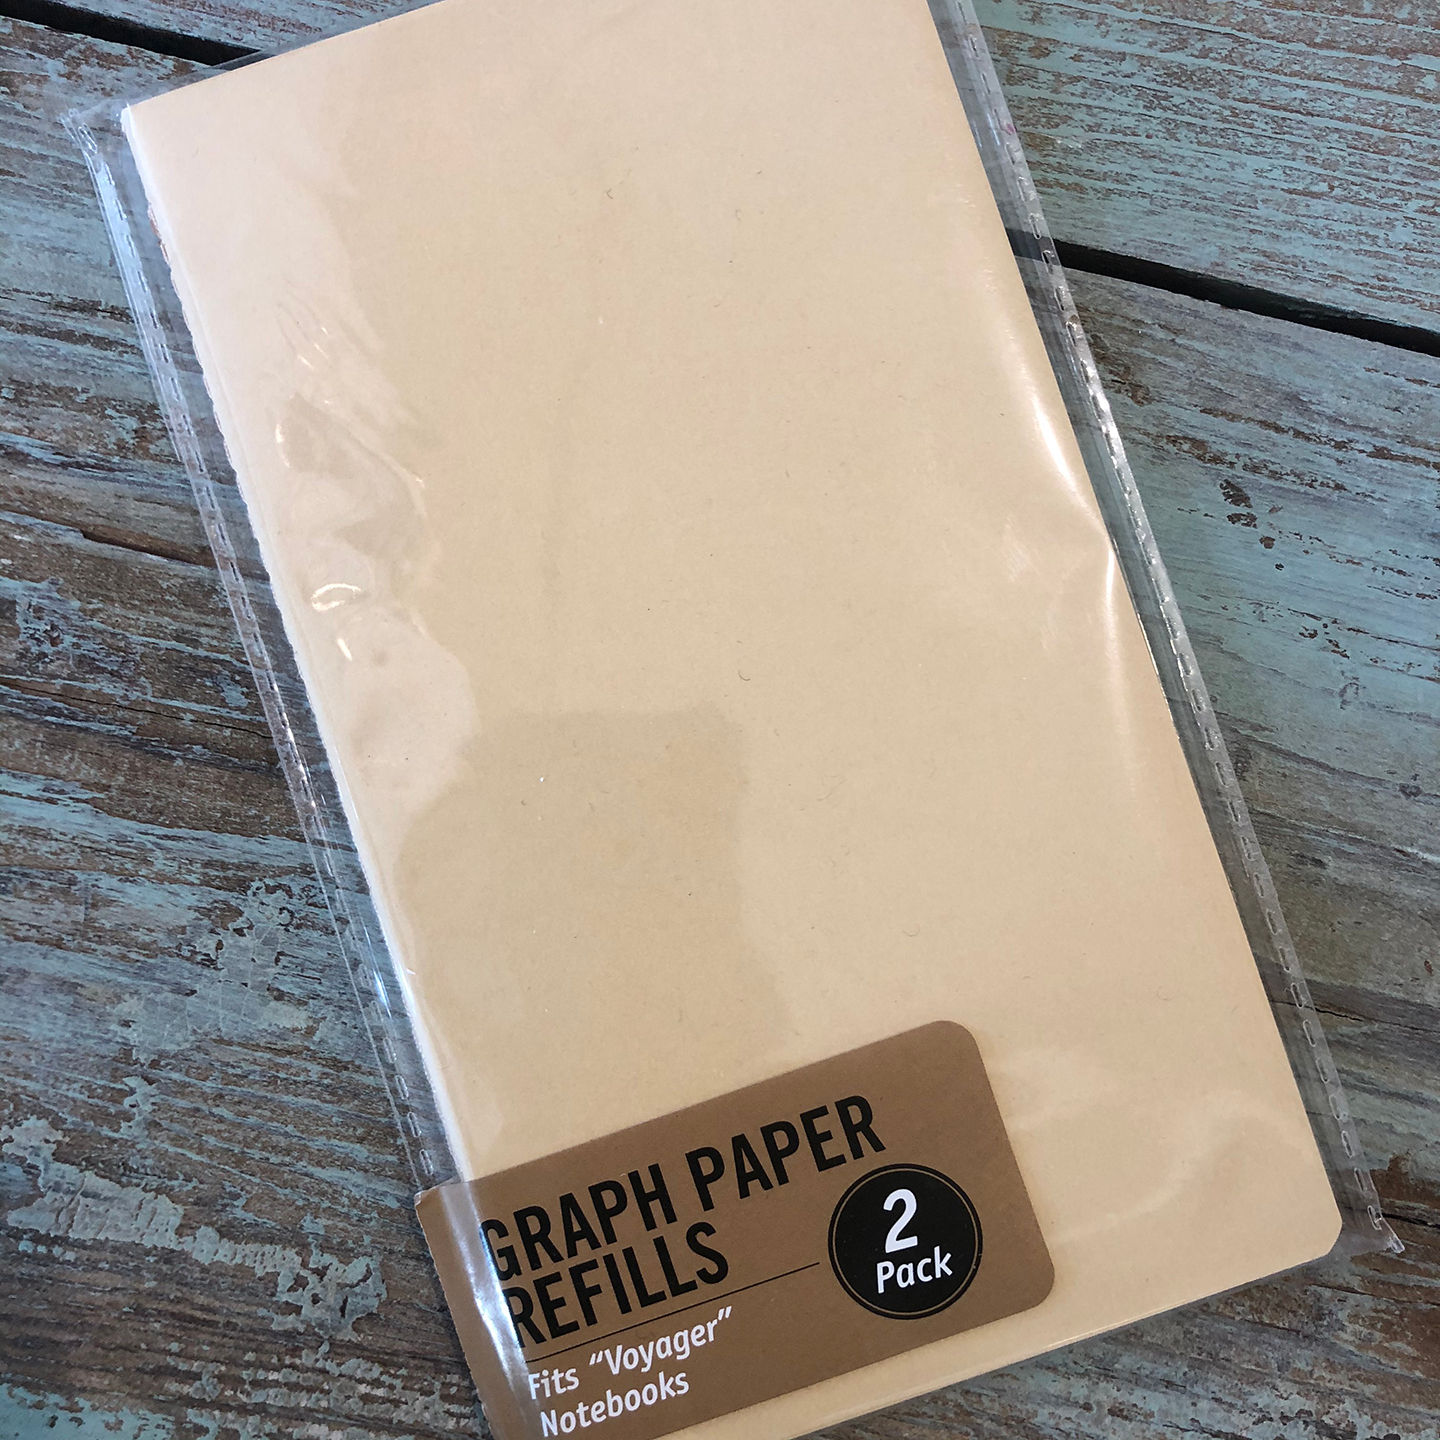 GRAPH PAPER
REFILLS
2
Pack
Fits “Voyager”
Notebooks